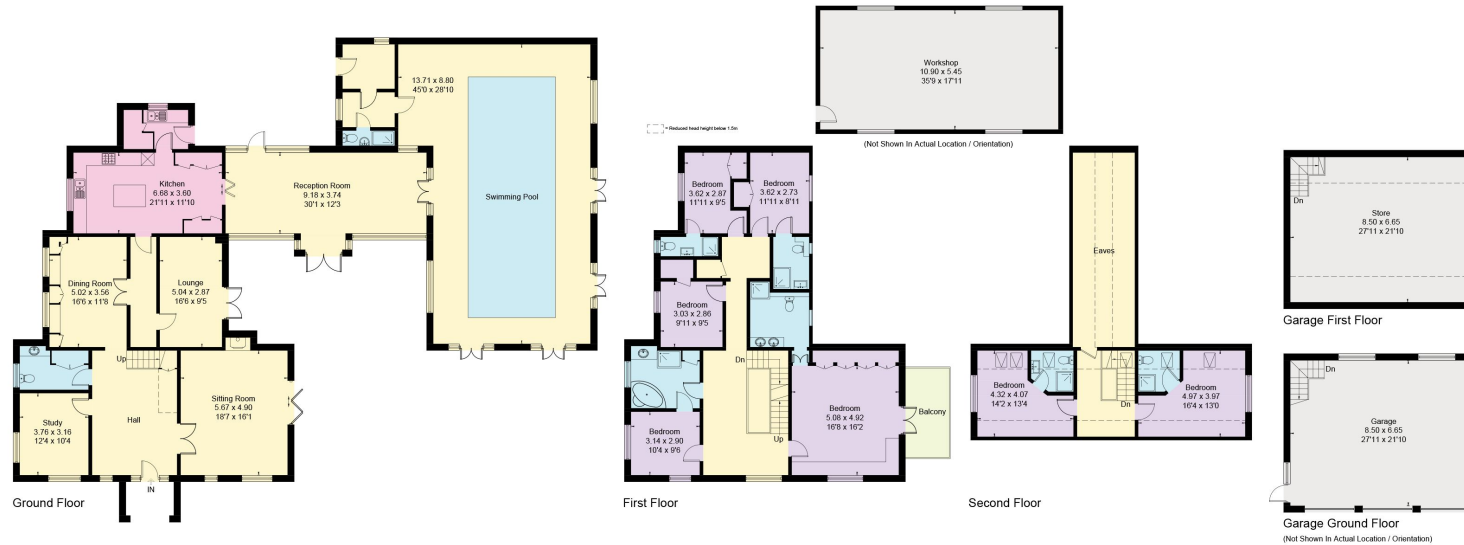 13.71 x 8.80
45'0 x 28'10
Swimming Pool
Kitchen
6.68 x 3.60
21'11 x 11'10
Reception Room
9.18 x 3.74
30'1 x 12'3
Dining Room
5.02 x 3.56
16'6 x 11'8
Lounge
5.04 x 2.87
16'6 x 9'5
Up
Sitting Room
5.67 x 4.90
18'7 x 16'1
Study
3.76 x 3.16
12'4 x 10'4
Hall
IN
Ground Floor
= Reduced head height below 1.5m
Bedroom
3.62 x 2.87
11'11 x 9'5
Bedroom
3.62 x 2.73
11'11 x 8'11
Bedroom
3.03 x 2.86
9'11 x 9'5
Dn
Bedroom
5.08 x 4.92
16'8 x 16'2
Balcony
Bedroom
3.14 x 2.90
10'4 x 9'6
Up
First Floor
Workshop
10.90 x 5.45
35'9 x 17'11
(Not Shown In Actual Location / Orientation)
Eaves
Bedroom
4.32 x 4.07
14'2 x 13'4
Dn
Bedroom
4.97 x 3.97
16'4 x 13'0
Second Floor
Dn
Store
8.50 x 6.65
27'11 x 21'10
Garage First Floor
Dn
Garage
8.50 x 6.65
27'11 x 21'10
Garage Ground Floor
(Not Shown In Actual Location / Orientation)